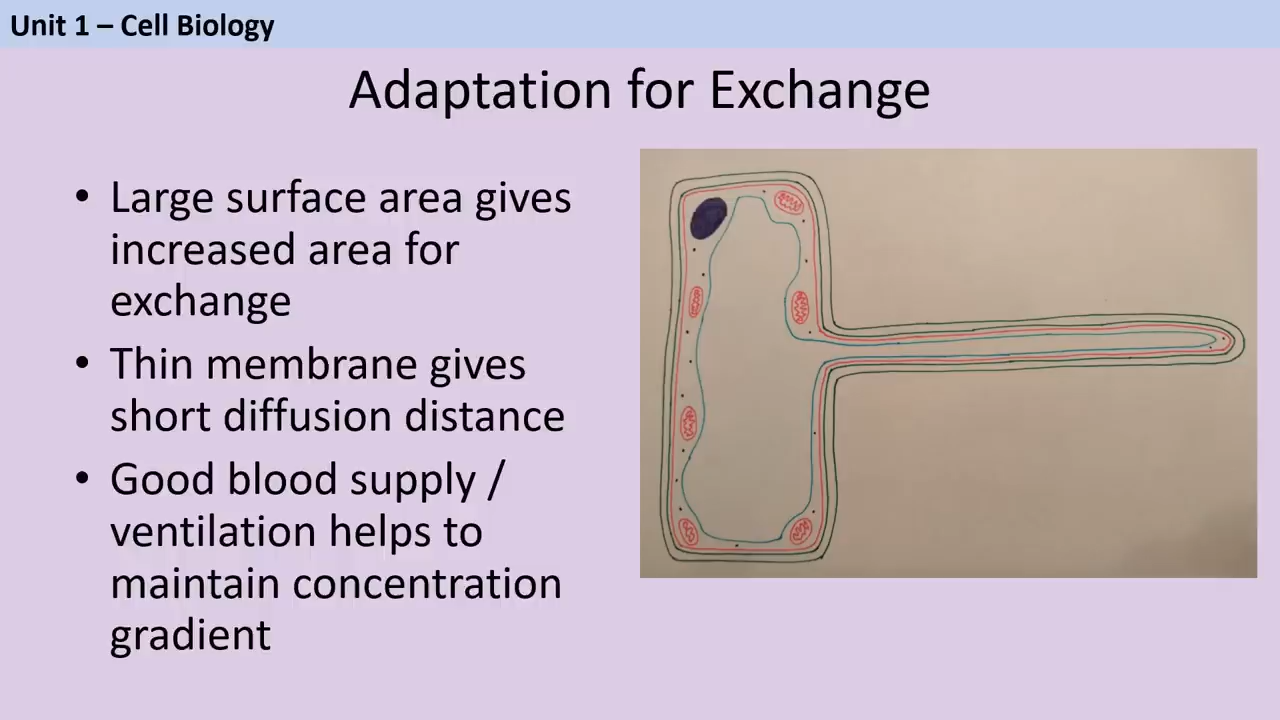 Unit 1 – Cell Biology
Adaptation for Exchange
• Large surface area gives
increased area for
exchange
• Thin membrane gives
short diffusion distance
• Good blood supply /
ventilation helps to
maintain concentration
gradient